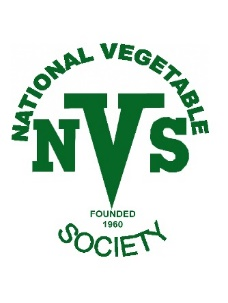 NATIONAL VEGETABLE
NVS
FOUNDED
1960
SOCIETY